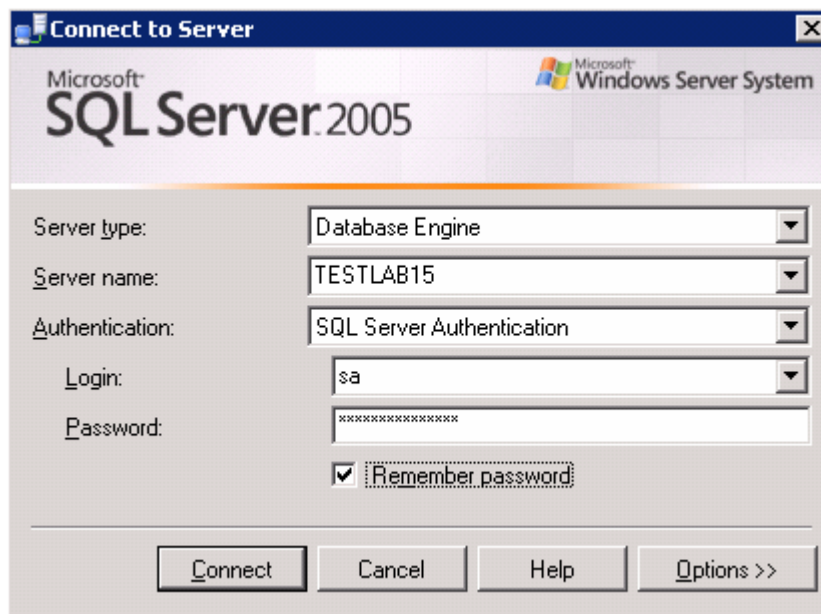 Connect to Server
Microsoft
SQL Server 2005
Microsoft
Windows Server System
Server type: Database Engine
Server name: TESTLAB15
Authentication: SQL Server Authentication
Login: sa
Password: ***************
Remember password
Connect Cancel Help Options >>